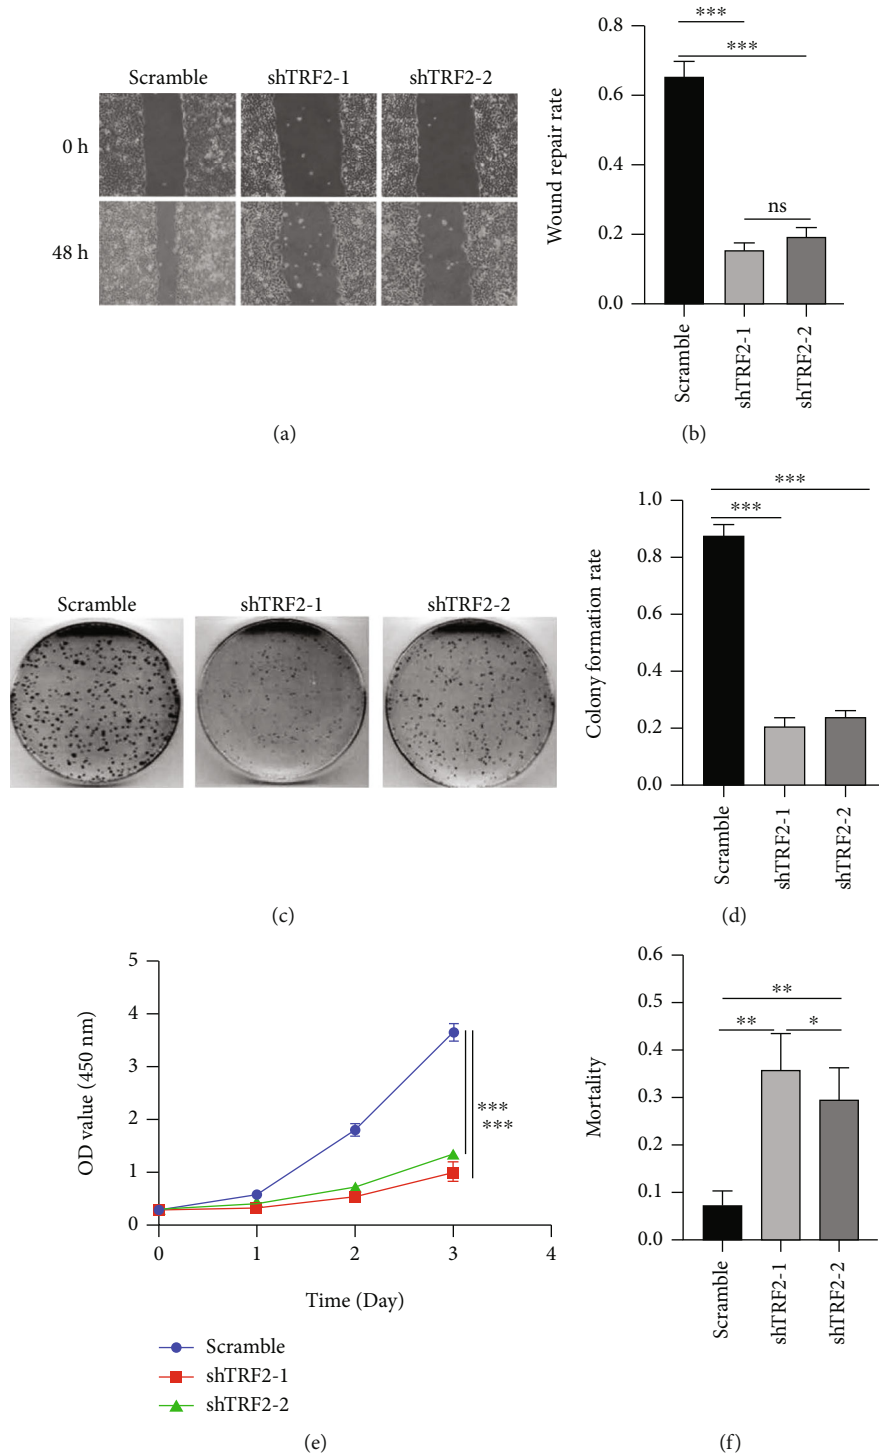 Scramble shTRF2-1 shTRF2-2
0 h
48 h
(a)
***
***
ns
Wound repair rate
0.8
0.6
0.4
0.2
0.0
Scramble
shTRF2-1
shTRF2-2
(b)
Scramble shTRF2-1 shTRF2-2
(c)
***
***
Colony formation rate
1.0
0.8
0.6
0.4
0.2
0.0
Scramble
shTRF2-1
shTRF2-2
(d)
OD value (450 nm)
5
4
3
2
1
0
***
***
0 1 2 3 4
Time (Day)
Scramble
shTRF2-1
shTRF2-2
(e)
Mortality
0.6
0.5
0.4
0.3
0.2
0.1
0.0
**
** *
Scramble
shTRF2-1
shTRF2-2
(f)